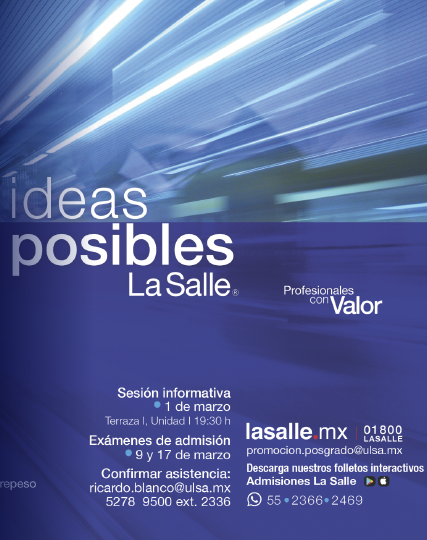 ideas
posibles
La Salle®
Profesionales
con Valor
Sesión informativa
• 1 de marzo
Terraza I, Unidad I 19:30 h
Exámenes de admisión
• 9 y 17 de marzo
Confirmar asistencia:
ricardo.blanco@ulsa.mx
5278 9500 ext. 2336
repeso
lasalle.mx | 01800
LASALLE
promocion.posgrado@ulsa.mx
Descarga nuestros folletos interactivos
Admisiones La Salle
55•2366•2469